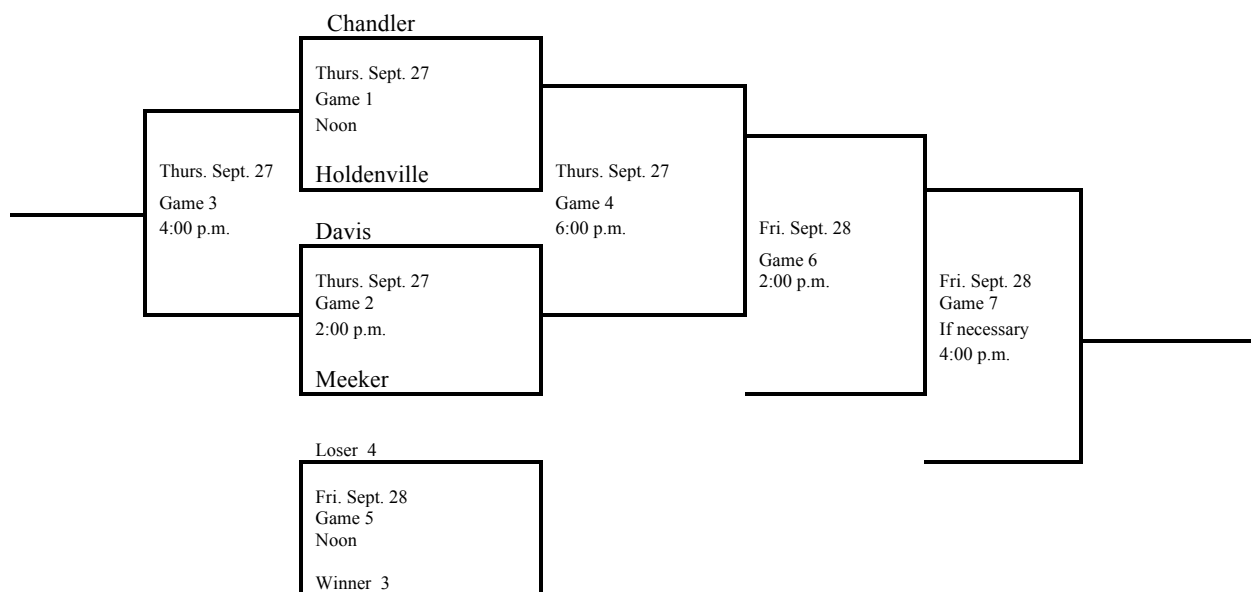 Chandler
Thurs. Sept. 27
Game 1
Noon
Holdenville
Thurs. Sept. 27
Game 3
4:00 p.m.
Thurs. Sept. 27
Game 4
6:00 p.m.
Davis
Thurs. Sept. 27
Game 2
2:00 p.m.
Meeker
Fri. Sept. 28
Game 6
2:00 p.m.
Fri. Sept. 28
Game 7
If necessary
4:00 p.m.
Loser 4
Fri. Sept. 28
Game 5
Noon
Winner 3